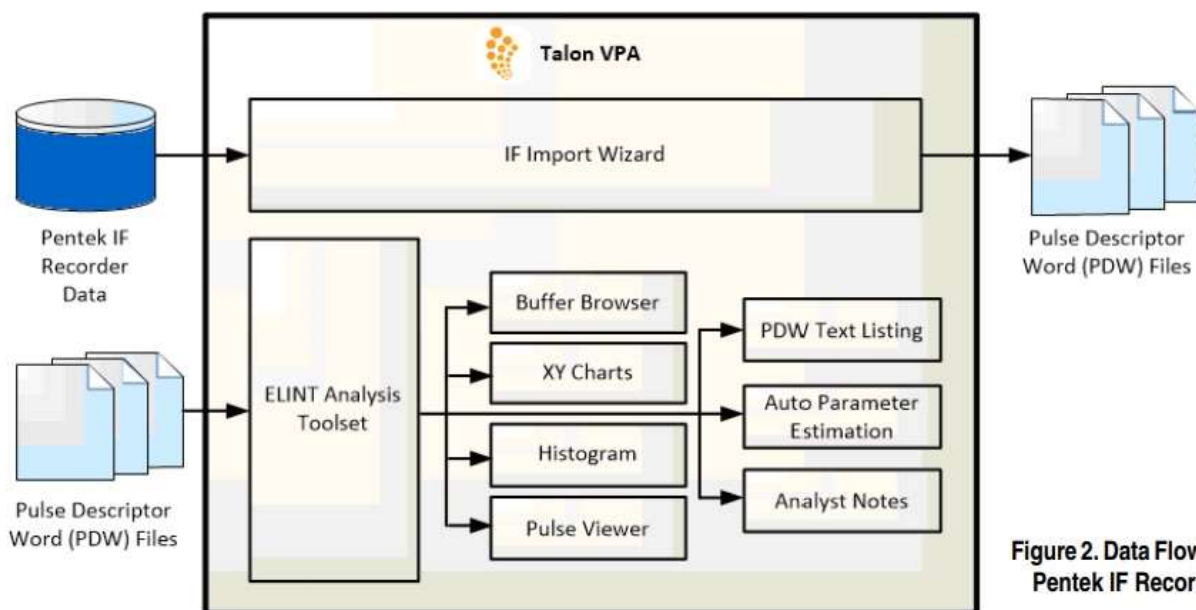 Talon VPA
IF Import Wizard
Pentek IF
Recorder
Data
Pulse Descriptor
Word (PDW) Files
ELINT Analysis
Toolset
Buffer Browser
XY Charts
Histogram
Pulse Viewer
PDW Text Listing
Auto Parameter
Estimation
Analyst Notes
Pulse Descriptor
Word (PDW) Files
Figure 2. Data Flow
Pentek IF Recor